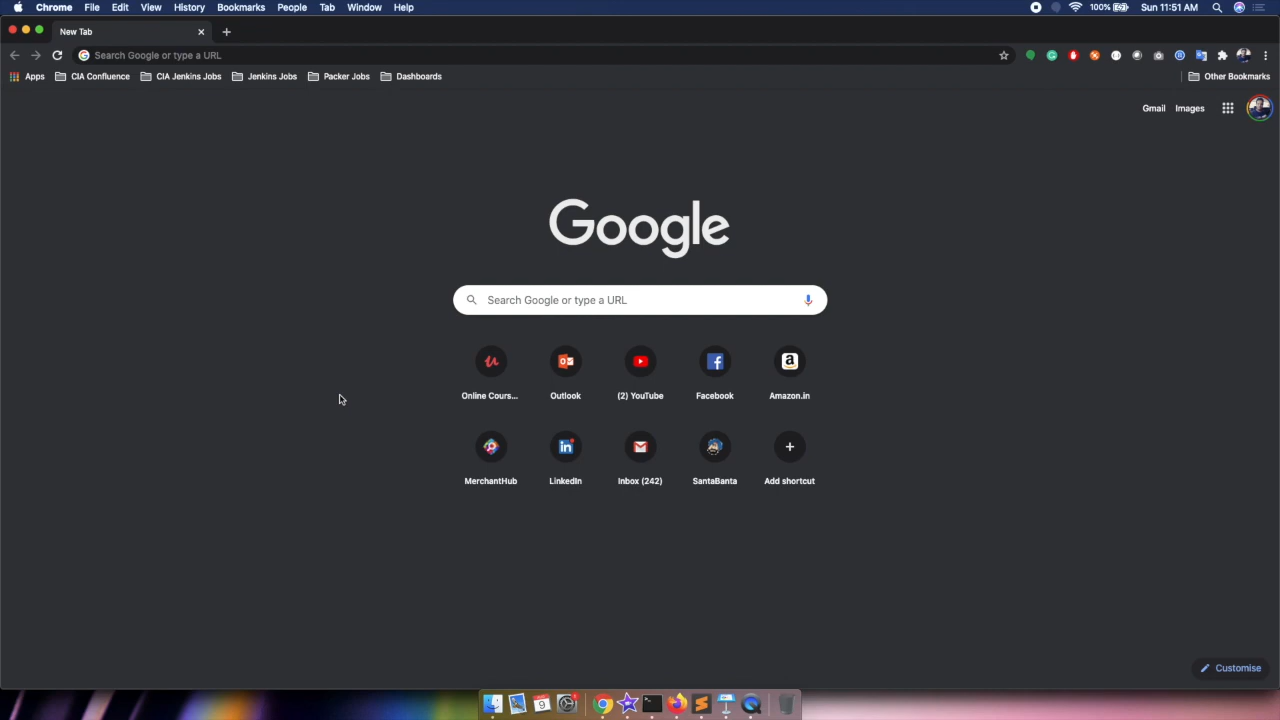 Chrome File Edit View History Bookmarks People Tab Window Help 100% Sun 11:51 AM
New Tab
Search Google or type a URL
Apps CIA Confluence CIA Jenkins Jobs Jenkins Jobs Packer Jobs Dashboards Other Bookmarks
Gmail Images
Google
Search Google or type a URL
Online Cours... Outlook (2) YouTube Facebook Amazon.in
MerchantHub LinkedIn Inbox (242) SantaBanta Add shortcut
Customise
9